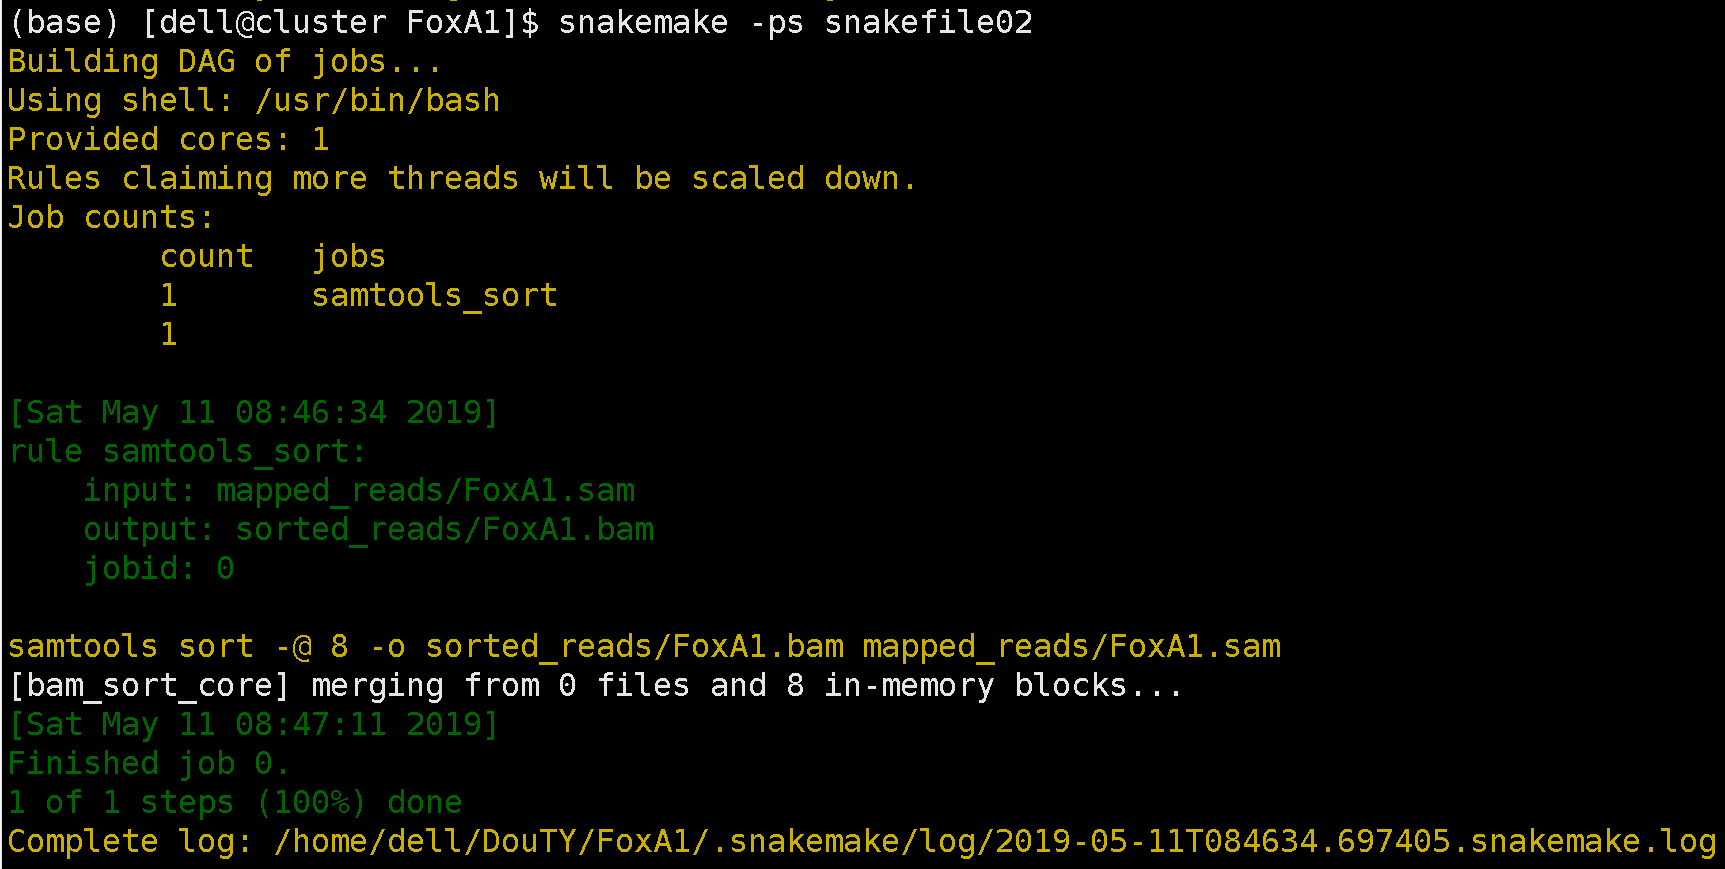 (base) [dell@cluster FoxA1]$ snakemake -ps snakefile02
Building DAG of jobs...
Using shell: /usr/bin/bash
Provided cores: 1
Rules claiming more threads will be scaled down.
Job counts:
        count   jobs
        1       samtools_sort
        1
[Sat May 11 08:46:34 2019]
rule samtools_sort:
    input: mapped_reads/FoxA1.sam
    output: sorted_reads/FoxA1.bam
    jobid: 0
samtools sort -@ 8 -o sorted_reads/FoxA1.bam mapped_reads/FoxA1.sam
[bam_sort_core] merging from 0 files and 8 in-memory blocks...
[Sat May 11 08:47:11 2019]
Finished job 0.
1 of 1 steps (100%) done
Complete log: /home/dell/DouTY/FoxA1/.snakemake/log/2019-05-11T084634.697405.snakemake.log